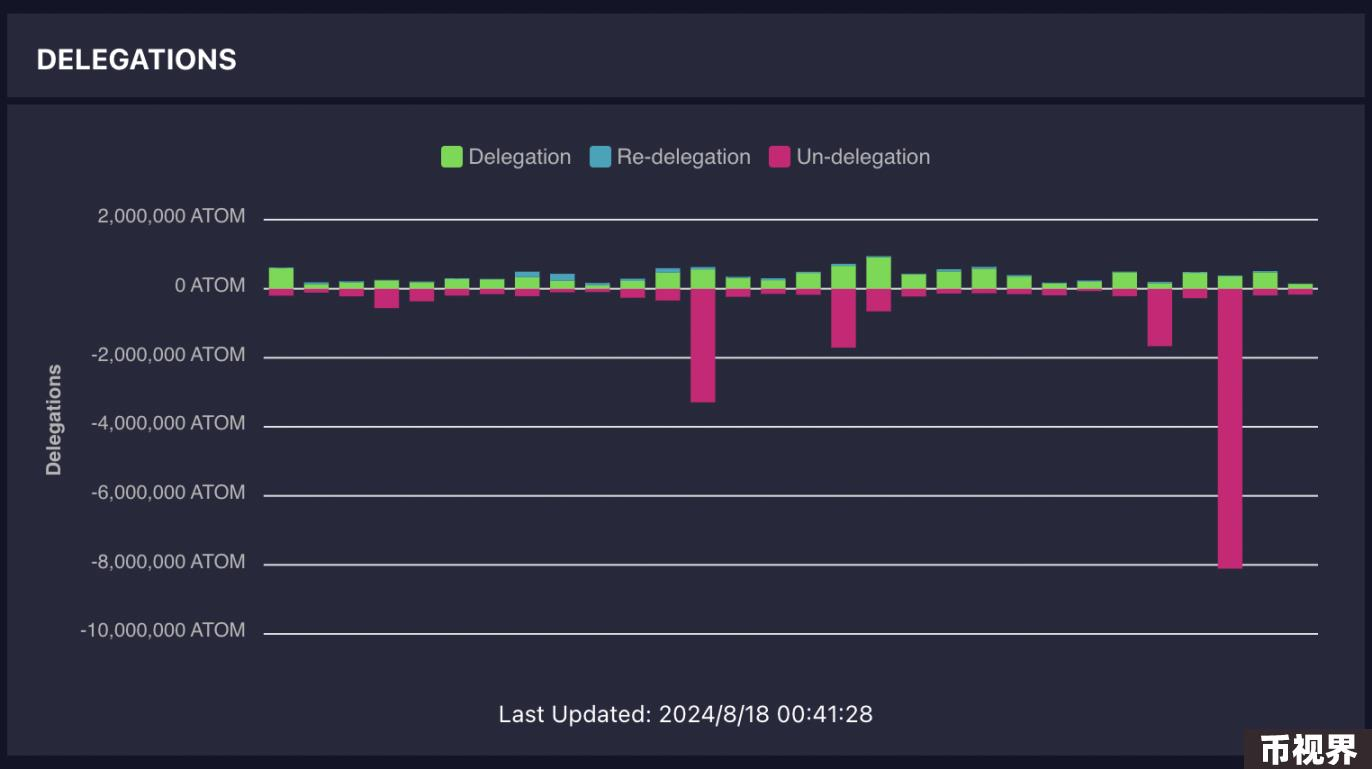 DELEGATIONS
Delegation Re-delegation Un-delegation
2,000,000 ATOM
0 ATOM
-2,000,000 ATOM
-4,000,000 ATOM
-6,000,000 ATOM
-8,000,000 ATOM
-10,000,000 ATOM
Delegations
Last Updated: 2024/8/18 00:41:28
币视界